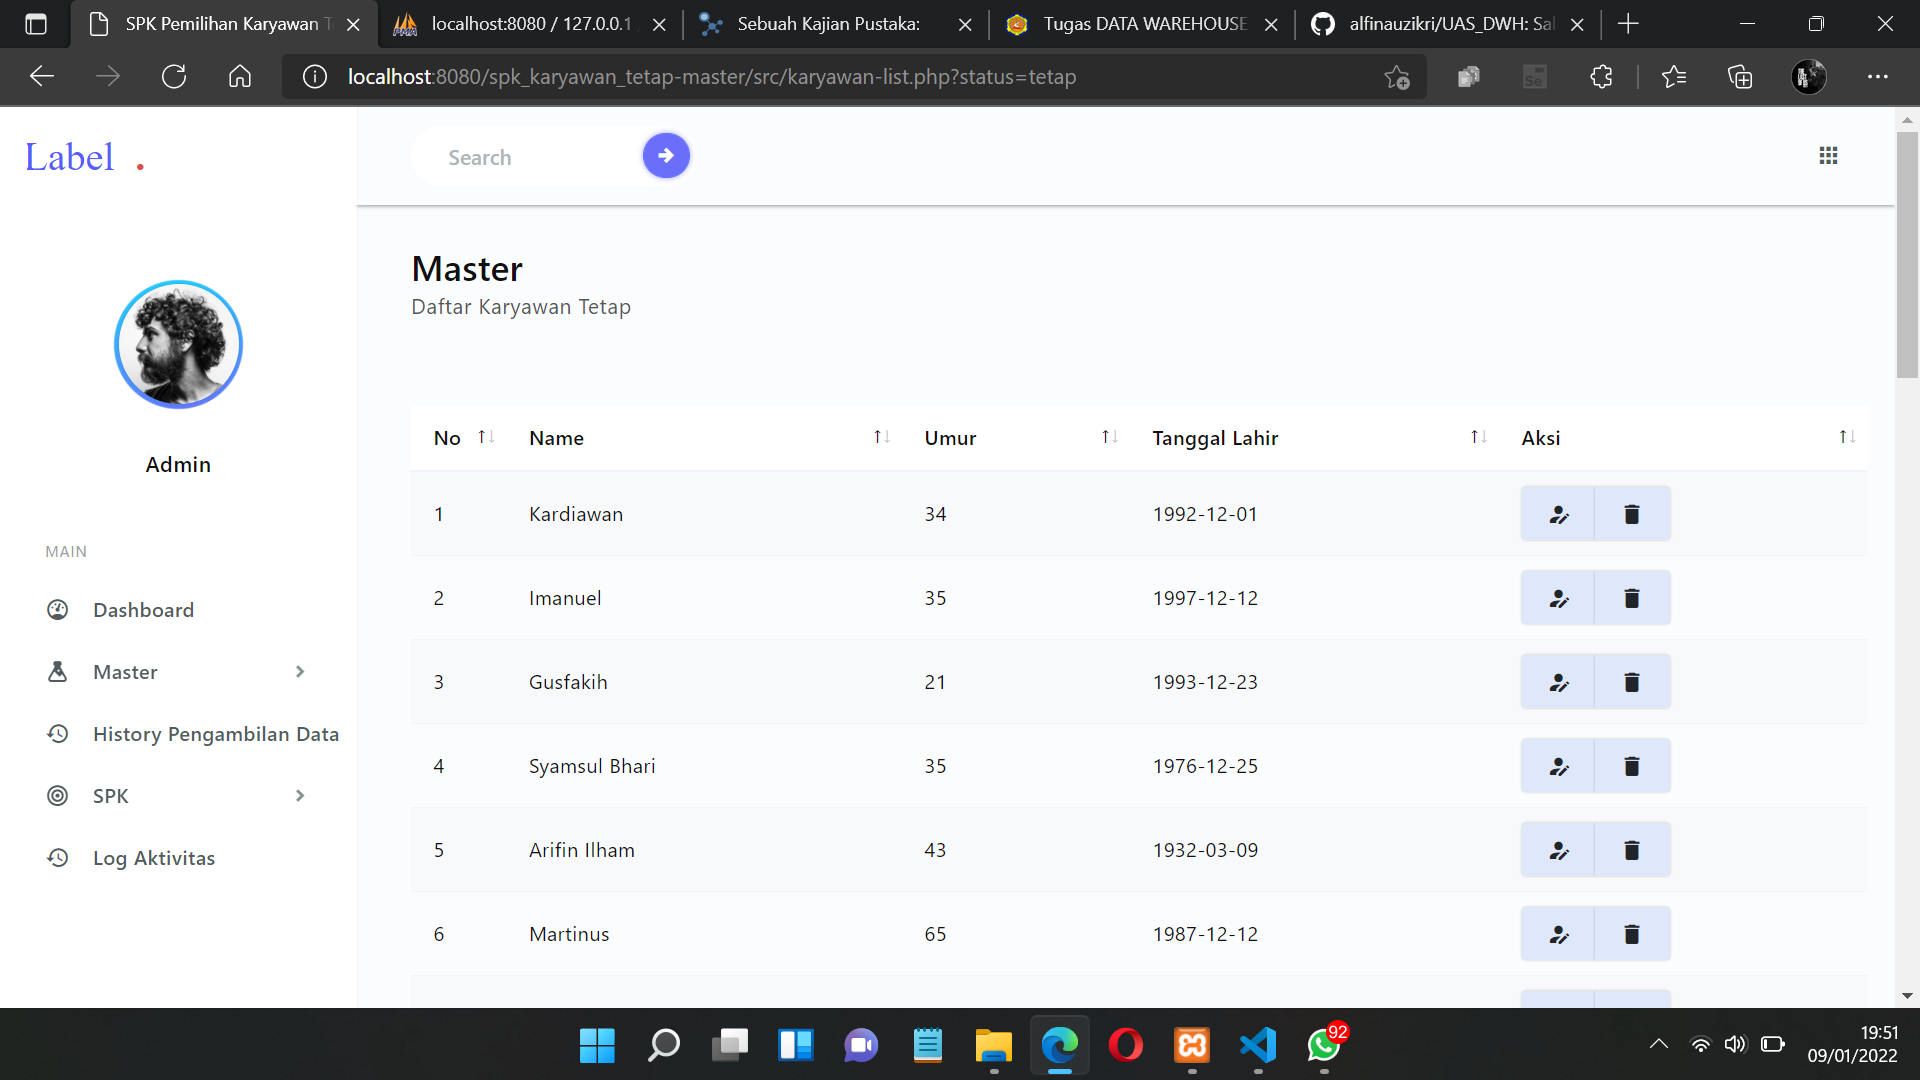 SPK Pemilihan Karyawan T
localhost:8080 / 127.0.0.1
Sebuah Kajian Pustaka:
Tugas DATA WAREHOUSE
alfinauzikri/UAS_DWH: Sal
localhost:8080/spk_karyawan_tetap-master/src/karyawan-list.php?status=tetap
Label .
Search
Master
Daftar Karyawan Tetap
Admin
MAIN
Dashboard
Master
History Pengambilan Data
SPK
Log Aktivitas
No Name Umur Tanggal Lahir Aksi
1 Kardiawan 34 1992-12-01
2 Imanuel 35 1997-12-12
3 Gusfakih 21 1993-12-23
4 Syamsul Bhari 35 1976-12-25
5 Arifin Ilham 43 1932-03-09
6 Martinus 65 1987-12-12
92
19:51
09/01/2022